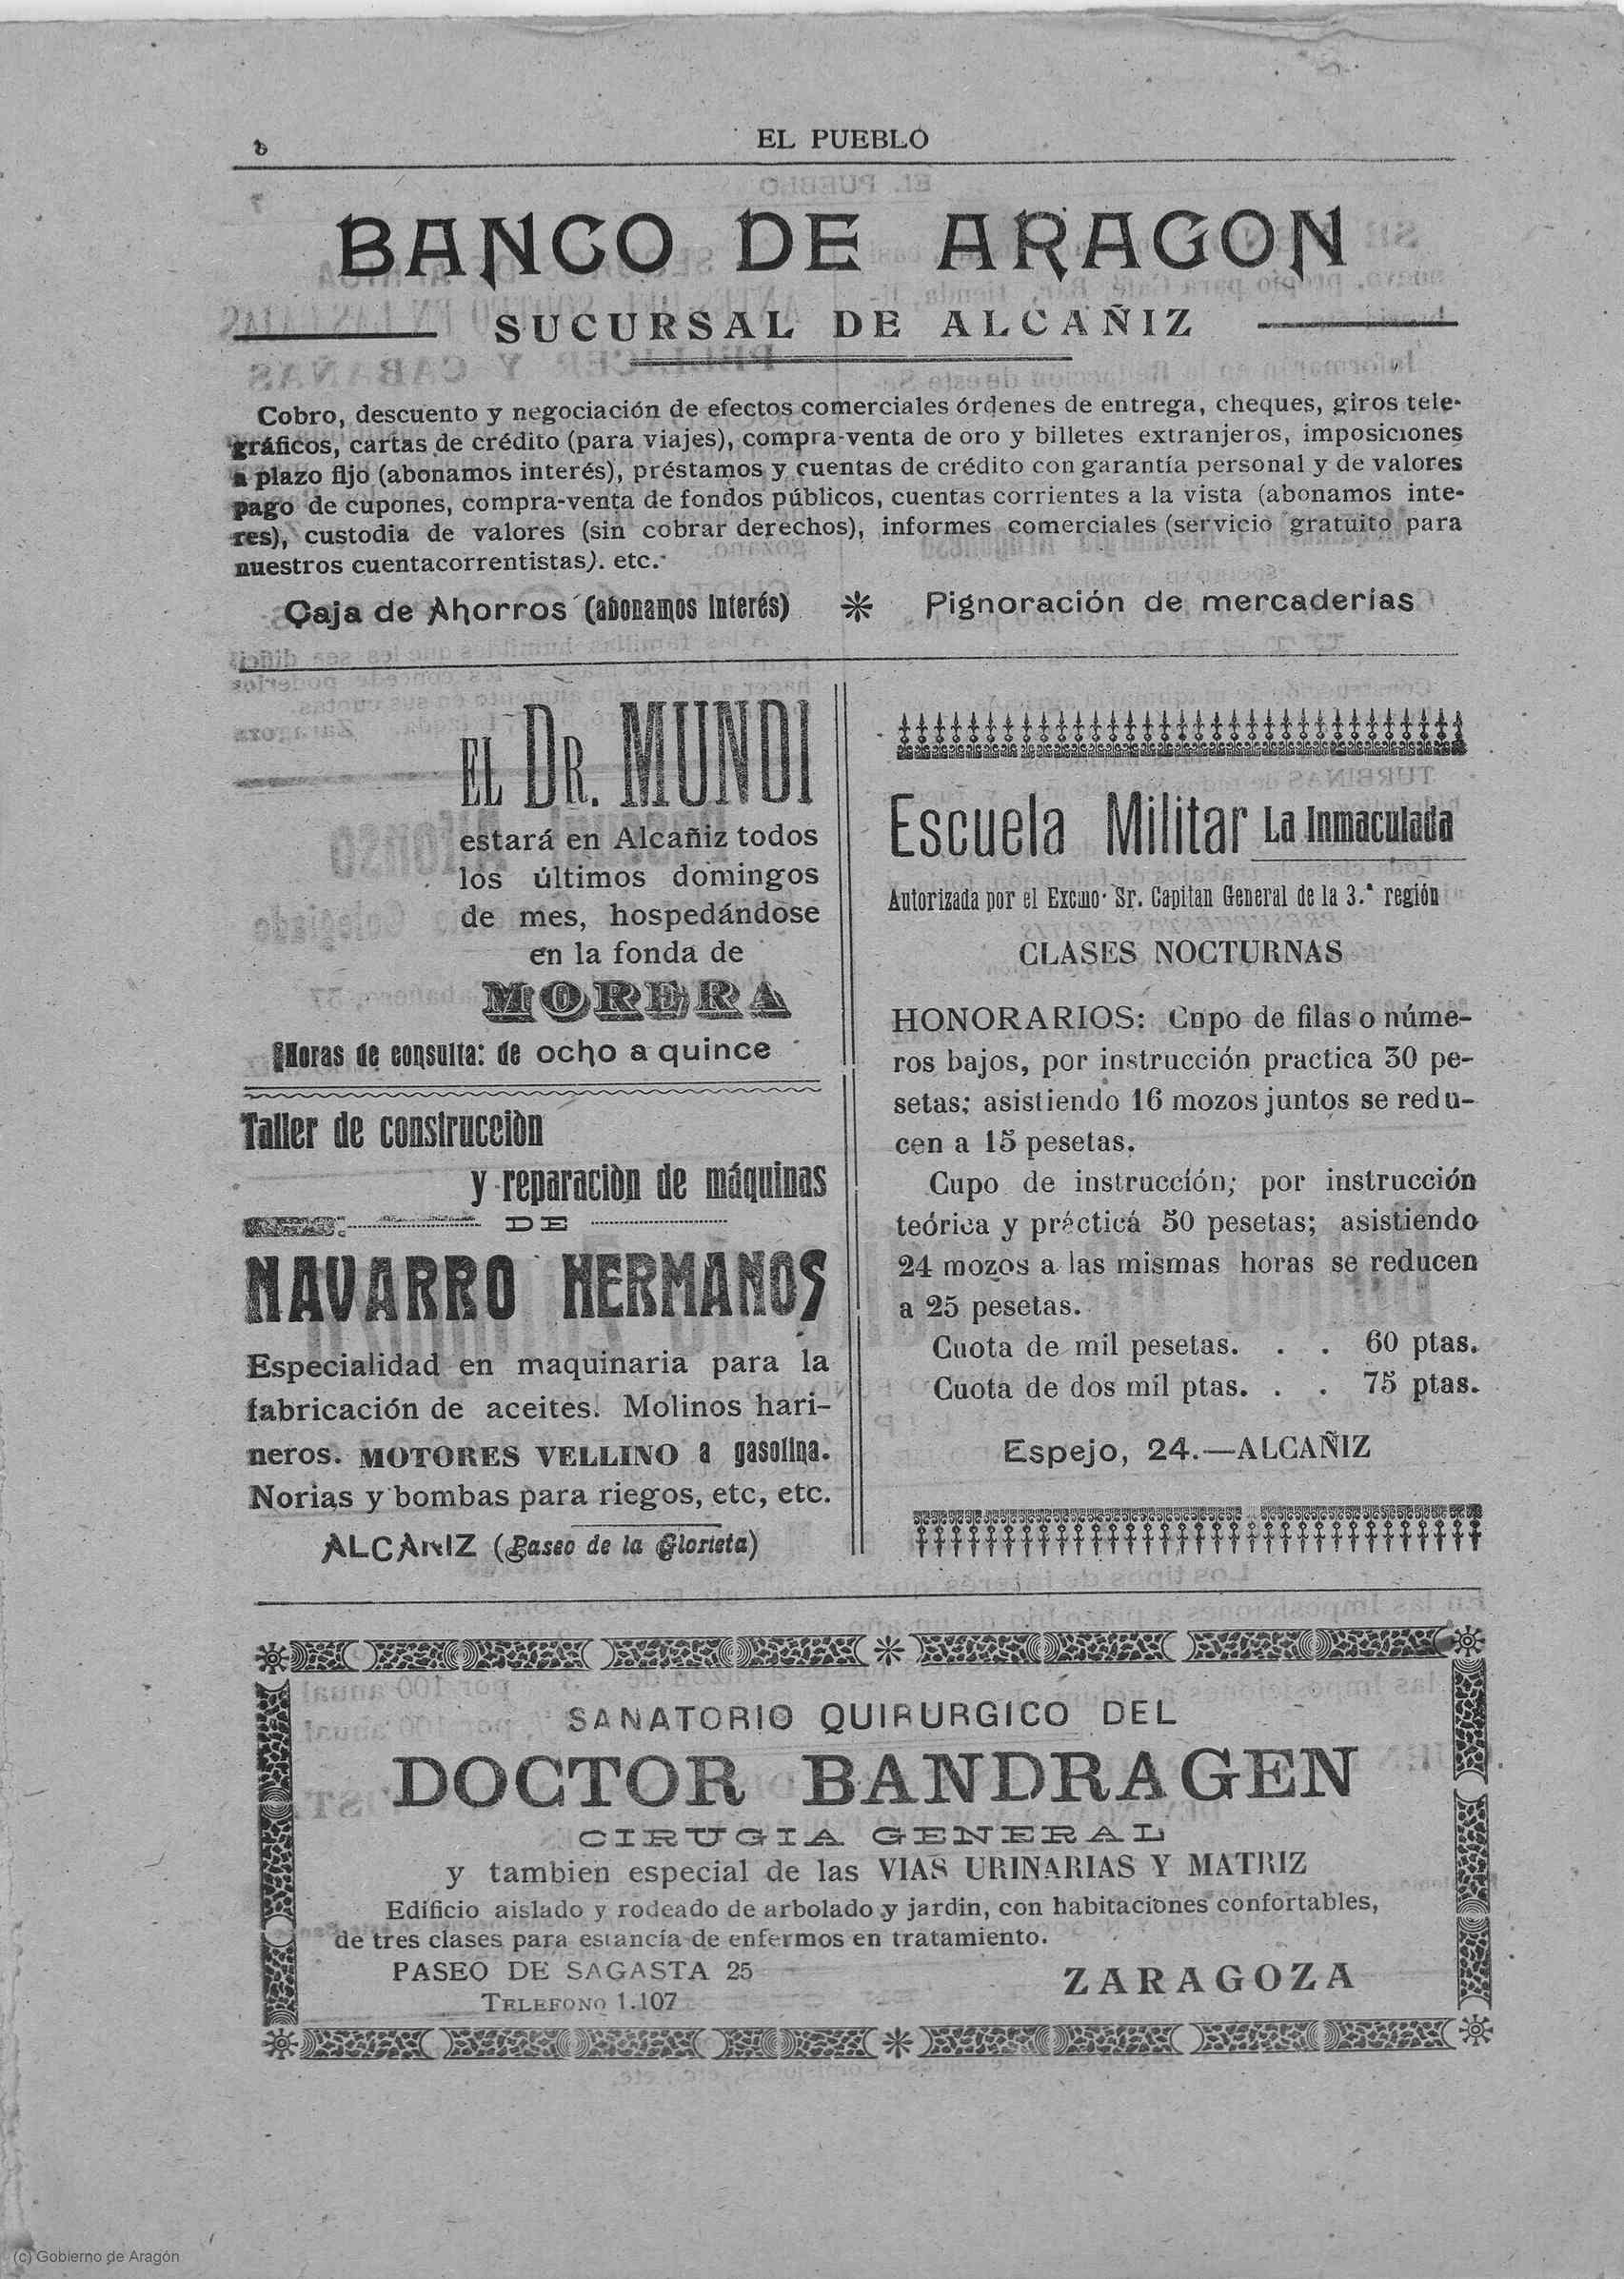 8
EL PUEBLO
BANCO DE ARAGON
SUCURSAL DE ALCAÑIZ
Cobro, descuento y negociación de efectos comerciales órdenes de entrega, cheques, giros tele-
gráficos, cartas de crédito (para viajes), compra-venta de oro y billetes extranjeros, imposiciones
a plazo fijo (abonamos interés), préstamos y cuentas de crédito con garantía personal y de valores
pago de cupones, compra-venta de fondos públicos, cuentas corrientes a la vista (abonamos inte-
res), custodia de valores (sin cobrar derechos), informes comerciales (servicio gratuito para
nuestros cuentacorrentistas). etc.
Caja de Ahorros (abonamos interés) Pignoración de mercaderías
EL DR. MUNDI
estará en Alcañiz todos
los últimos domingos
de mes, hospedándose
en la fonda de
MORERA
Horas de consulta: de ocho a quince
Taller de construcciòn
y reparaciòn de máquinas
DE
NAVARRO HERMANOS
Especialidad en maquinaria para la
fabricación de aceites. Molinos hari-
neros. MOTORES VELLINO a gasolina.
Norias y bombas para riegos, etc, etc.
ALCAÑIZ (Paseo de la Glorieta)
Escuela Militar La Inmaculada
Autorizada por el Excmo. Sr. Capitan General de la 3.ª región
CLASES NOCTURNAS
HONORARIOS: Cupo de filas o núme-
ros bajos, por instrucción practica 30 pe-
setas; asistiendo 16 mozos juntos se redu-
cen a 15 pesetas.
Cupo de instrucción; por instrucción
teórica y práctica 50 pesetas; asistiendo
24 mozos a las mismas horas se reducen
a 25 pesetas.
Cuota de mil pesetas. . . 60 ptas.
Cuota de dos mil ptas. . . 75 ptas.
Espejo, 24.—ALCAÑIZ
SANATORIO QUIRURGICO DEL
DOCTOR BANDRAGEN
CIRUGIA GENERAL
y tambien especial de las VIAS URINARIAS Y MATRIZ
Edificio aislado y rodeado de arbolado y jardin, con habitaciones confortables,
de tres clases para estancía de enfermos en tratamiento.
PASEO DE SAGASTA 25
TELEFONO 1.107
ZARAGOZA
(c) Gobierno de Aragón